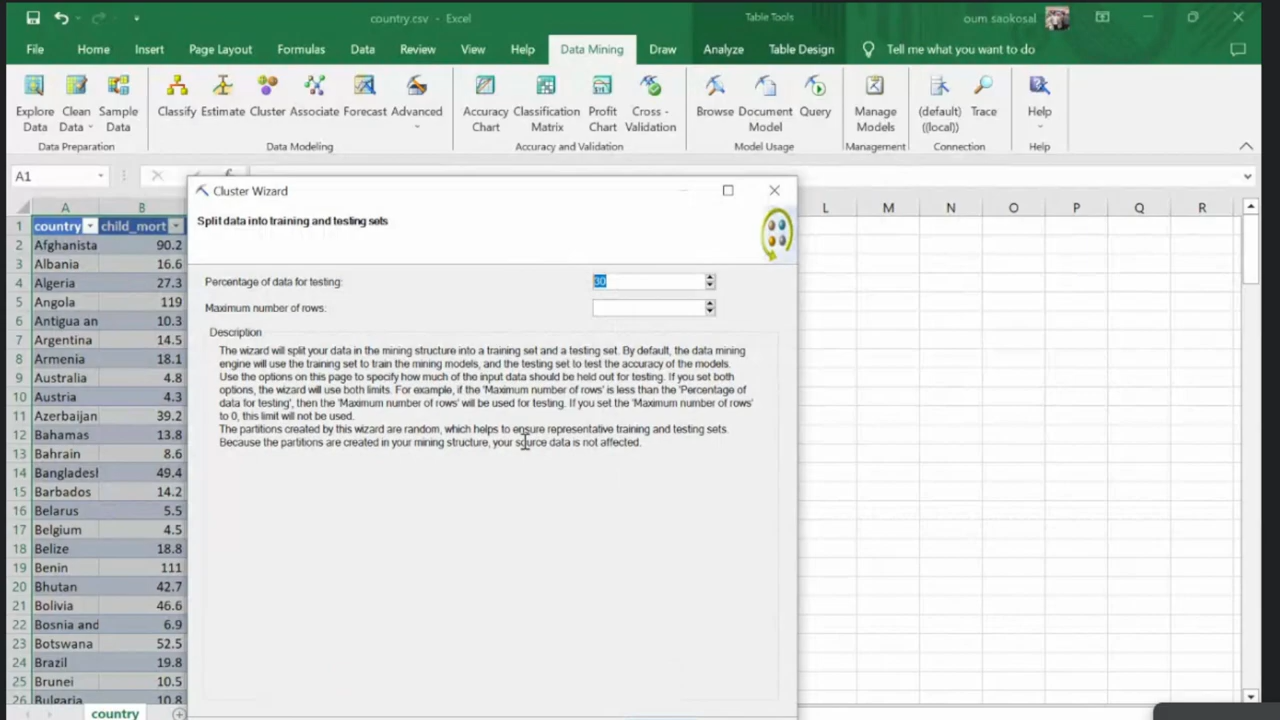 country.csv - Excel
Table Tools
oum saokosal
File Home Insert Page Layout Formulas Data Review View Help Data Mining Draw Analyze Table Design Tell me what you want to do
Explore Data
Clean Data
Sample Data
Classify Estimate Cluster Associate Forecast Advanced
Accuracy Chart
Classification Matrix
Profit Chart
Cross - Validation
Browse
Document Model
Query
Manage Models
(default) ((local))
Trace
Help
Data Preparation Data Modeling Accuracy and Validation Model Usage Management Connection Help
A1
Cluster Wizard
Split data into training and testing sets
Percentage of data for testing: 30
Maximum number of rows:
Description
The wizard will split your data in the mining structure into a training set and a testing set. By default, the data mining
engine will use the training set to train the mining models, and the testing set to test the accuracy of the models.
Use the options on this page to specify how much of the input data should be held out for testing. If you set both
options, the wizard will use both limits. For example, if the 'Maximum number of rows' is less than the 'Percentage of
data for testing', then the 'Maximum number of rows' will be used for testing. If you set the 'Maximum number of rows'
to 0, this limit will not be used.
The partitions created by this wizard are random, which helps to ensure representative training and testing sets.
Because the partitions are created in your mining structure, your source data is not affected.
A B L M N O P Q R
1 country child_mort
2 Afghanista 90.2
3 Albania 16.6
4 Algeria 27.3
5 Angola 119
6 Antigua an 10.3
7 Argentina 14.5
8 Armenia 18.1
9 Australia 4.8
10 Austria 4.3
11 Azerbaijan 39.2
12 Bahamas 13.8
13 Bahrain 8.6
14 Banglades 49.4
15 Barbados 14.2
16 Belarus 5.5
17 Belgium 4.5
18 Belize 18.8
19 Benin 111
20 Bhutan 42.7
21 Bolivia 46.6
22 Bosnia and 6.9
23 Botswana 52.5
24 Brazil 19.8
25 Brunei 10.5
26 Bulgaria 10.8
country